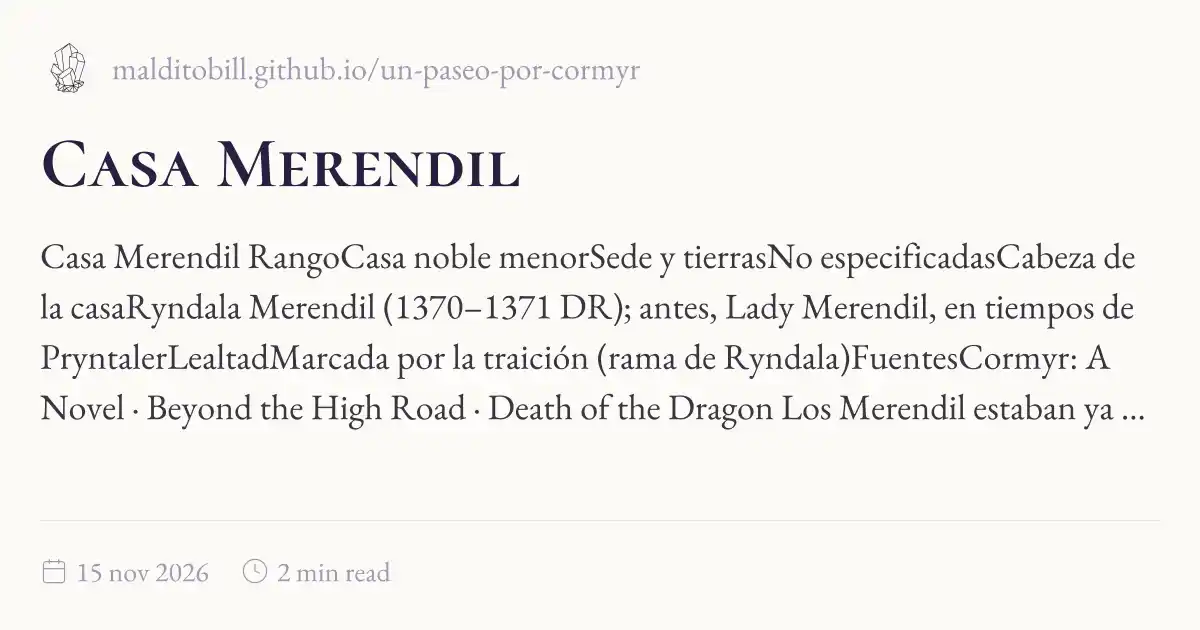 malditobill.github.io/un-paseo-por-cormyr
Casa Merendil
Casa Merendil RangoCasa noble menorSede y tierrasNo especificadasCabeza de
la casaRyndala Merendil (1370–1371 DR); antes, Lady Merendil, en tiempos de
PryntalerLealtadMarcada por la traición (rama de Ryndala)FuentesCormyr: A
Novel · Beyond the High Road · Death of the Dragon Los Merendil estaban ya ...
15 nov 2026
2 min read